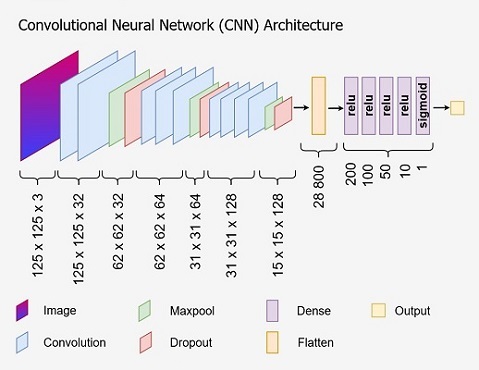 Convolutional Neural Network (CNN) Architecture
relu
relu
relu
relu
sigmoid
125 x 125 x 3
125 x 125 x 32
62 x 62 x 32
62 x 62 x 64
31 x 31 x 64
31 x 31 x 128
15 x 15 x 128
28 800
200
100
50
10
1
Image
Maxpool
Dense
Output
Convolution
Dropout
Flatten